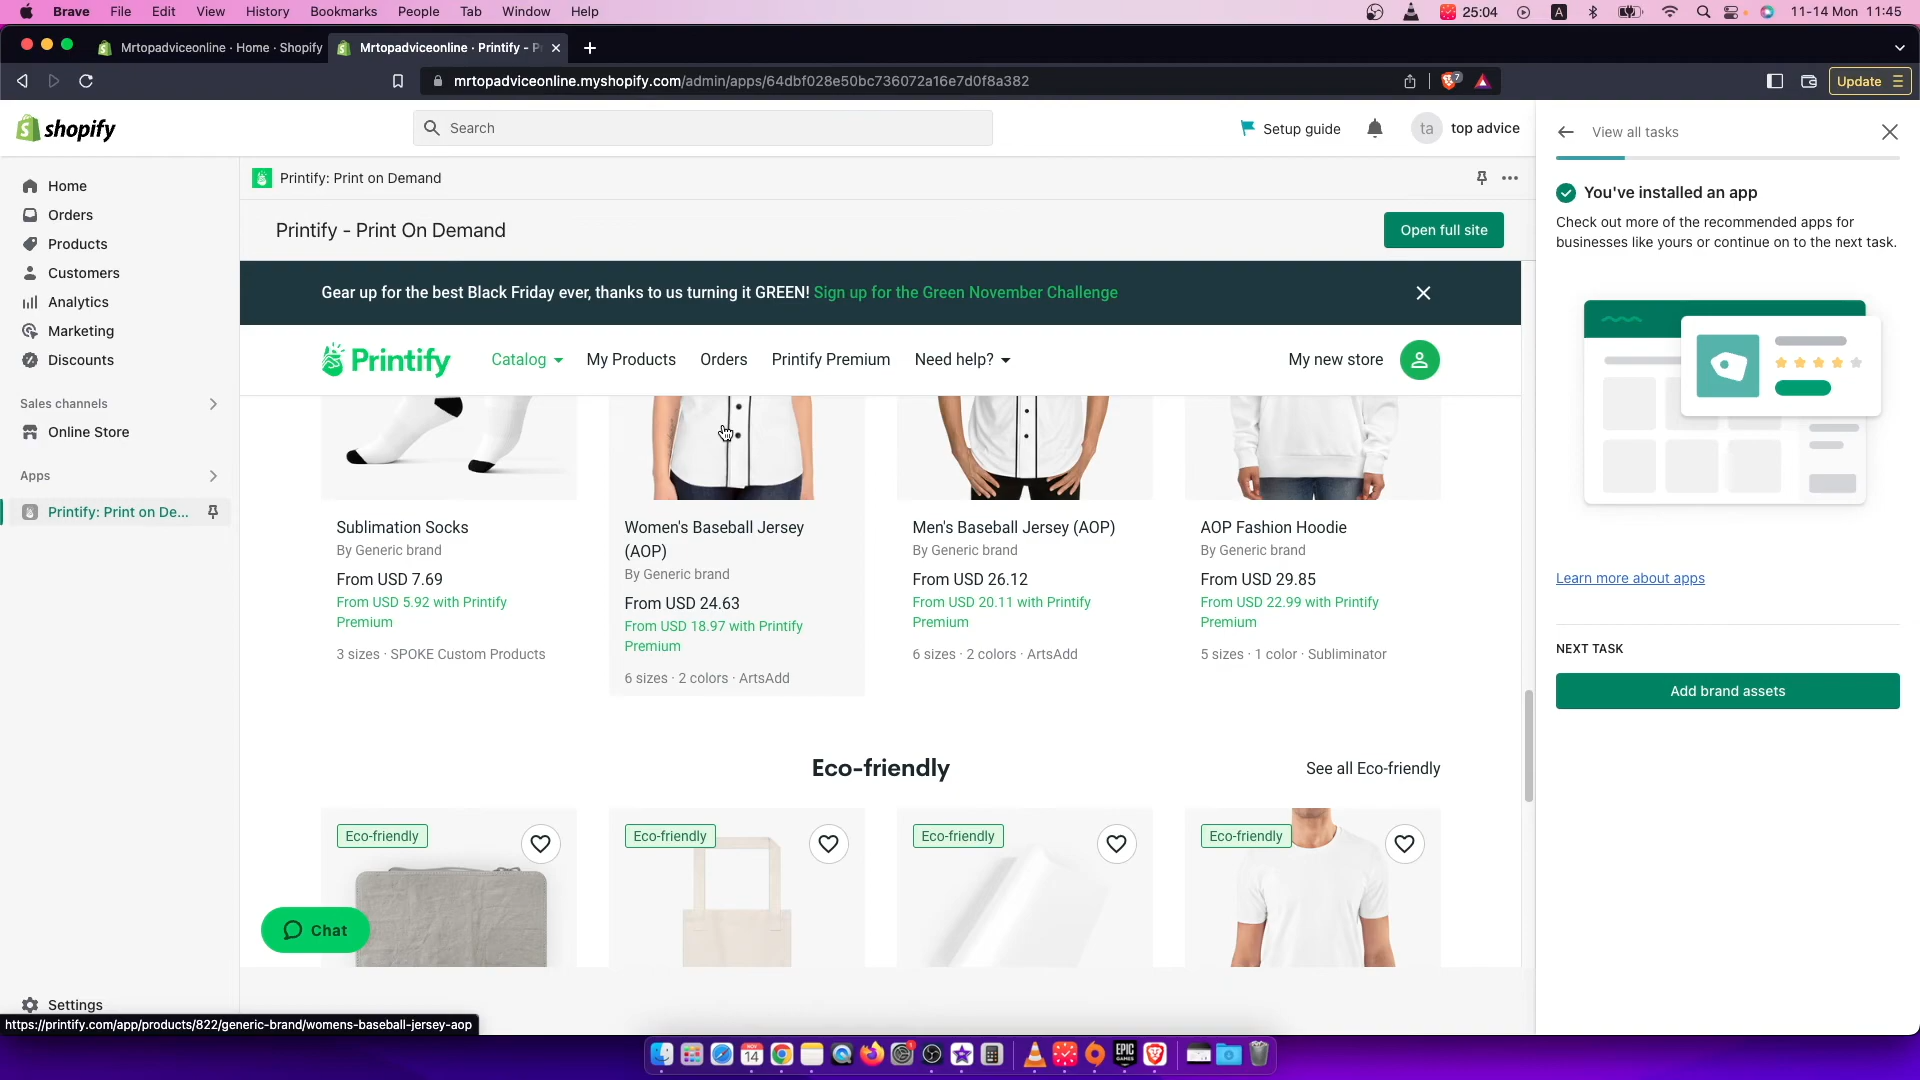 Brave File Edit View History Bookmarks People Tab Window Help 25:04 A 11-14 Mon 11:45
Mrtopadviceonline · Home · Shopify Mrtopadviceonline · Printify - P
mrtopadviceonline.myshopify.com/admin/apps/64dbf028e50bc736072a16e7d0f8a382 7 Update
shopify
Search
Setup guide
ta top advice
View all tasks
Home
Orders
Products
Customers
Analytics
Marketing
Discounts
Sales channels
Online Store
Apps
Printify: Print on De...
Settings
https://printify.com/app/products/822/generic-brand/womens-baseball-jersey-aop
Printify: Print on Demand
Printify - Print On Demand
Open full site
Gear up for the best Black Friday ever, thanks to us turning it GREEN! Sign up for the Green November Challenge
Printify Catalog My Products Orders Printify Premium Need help? My new store
Sublimation Socks
By Generic brand
From USD 7.69
From USD 5.92 with Printify
Premium
3 sizes · SPOKE Custom Products
Women's Baseball Jersey
(AOP)
By Generic brand
From USD 24.63
From USD 18.97 with Printify
Premium
6 sizes · 2 colors · ArtsAdd
Men's Baseball Jersey (AOP)
By Generic brand
From USD 26.12
From USD 20.11 with Printify
Premium
6 sizes · 2 colors · ArtsAdd
AOP Fashion Hoodie
By Generic brand
From USD 29.85
From USD 22.99 with Printify
Premium
5 sizes · 1 color · Subliminator
Eco-friendly
See all Eco-friendly
Eco-friendly
Eco-friendly
Eco-friendly
Eco-friendly
Chat
You've installed an app
Check out more of the recommended apps for
businesses like yours or continue on to the next task.
Learn more about apps
NEXT TASK
Add brand assets
NOV
14
1
EPIC
GAMES